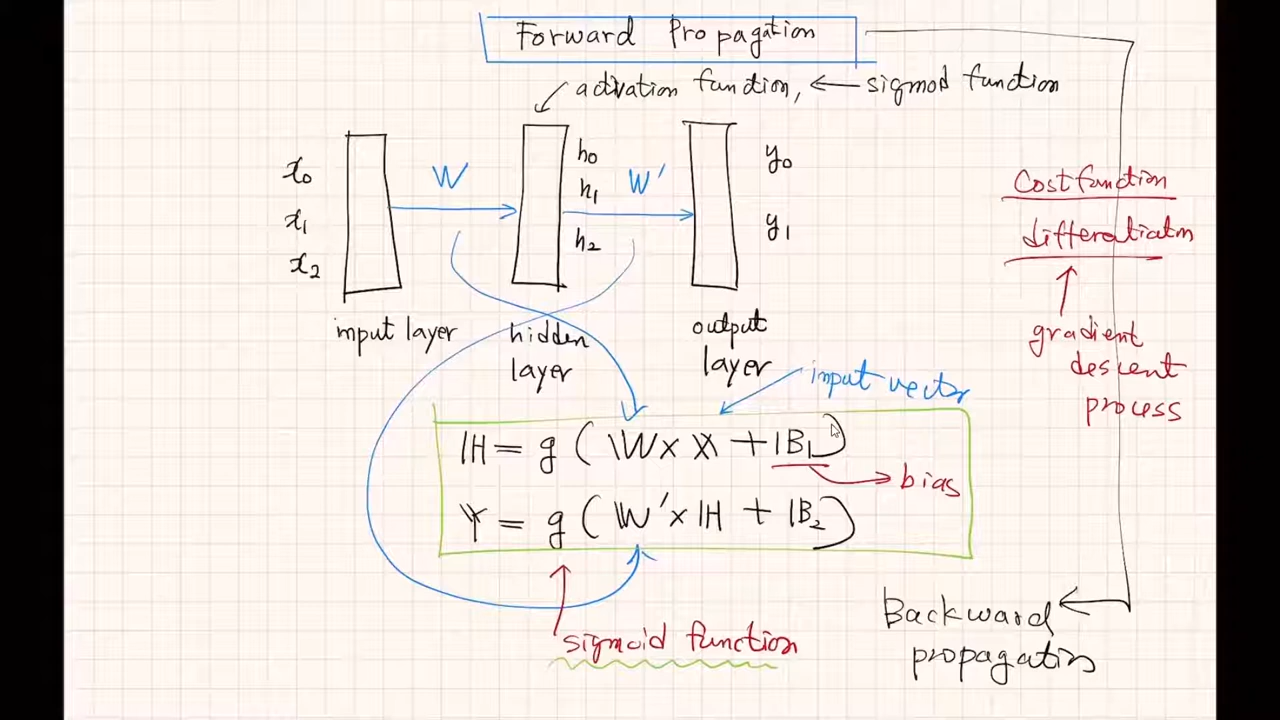 Forward Propagation
activation function, ← sigmod function
x0
x1
x2
W
h0
h1
h2
W'
y0
y1
input layer
hidden
layer
output
layer
Cost function
differentiation
gradient
descent
process
input vector
H = g ( W x X + B1 )
bias
Y = g ( W' x H + B2 )
sigmoid function
Backward
propagation